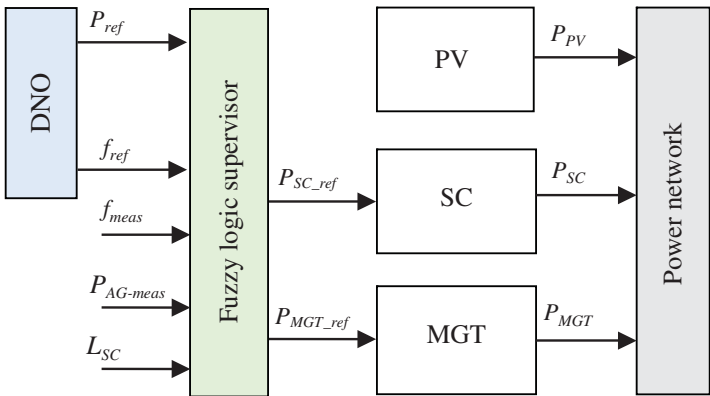 DNO
P_ref
f_ref
f_meas
P_AG-meas
L_SC
Fuzzy logic supervisor
P_SC_ref
P_MGT_ref
PV
SC
MGT
P_PV
P_SC
P_MGT
Power network